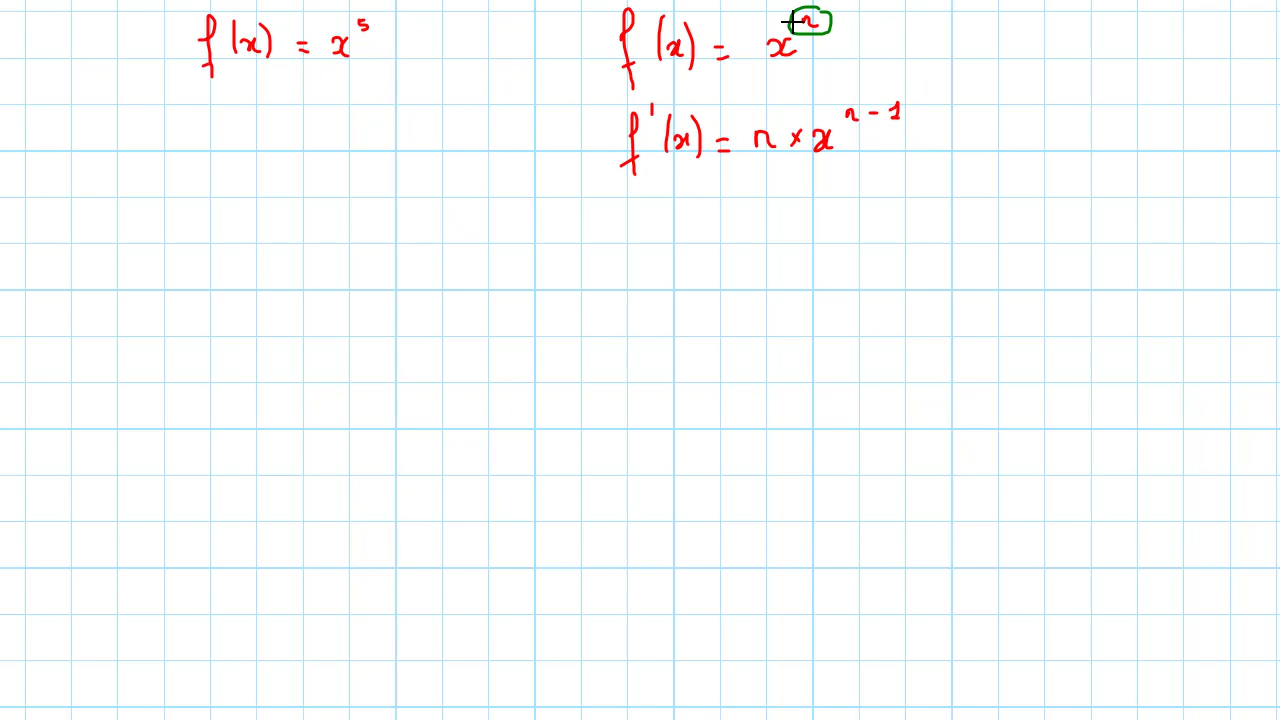 f(x) = x⁵
f(x) = xⁿ
f'(x) = n × xⁿ⁻¹